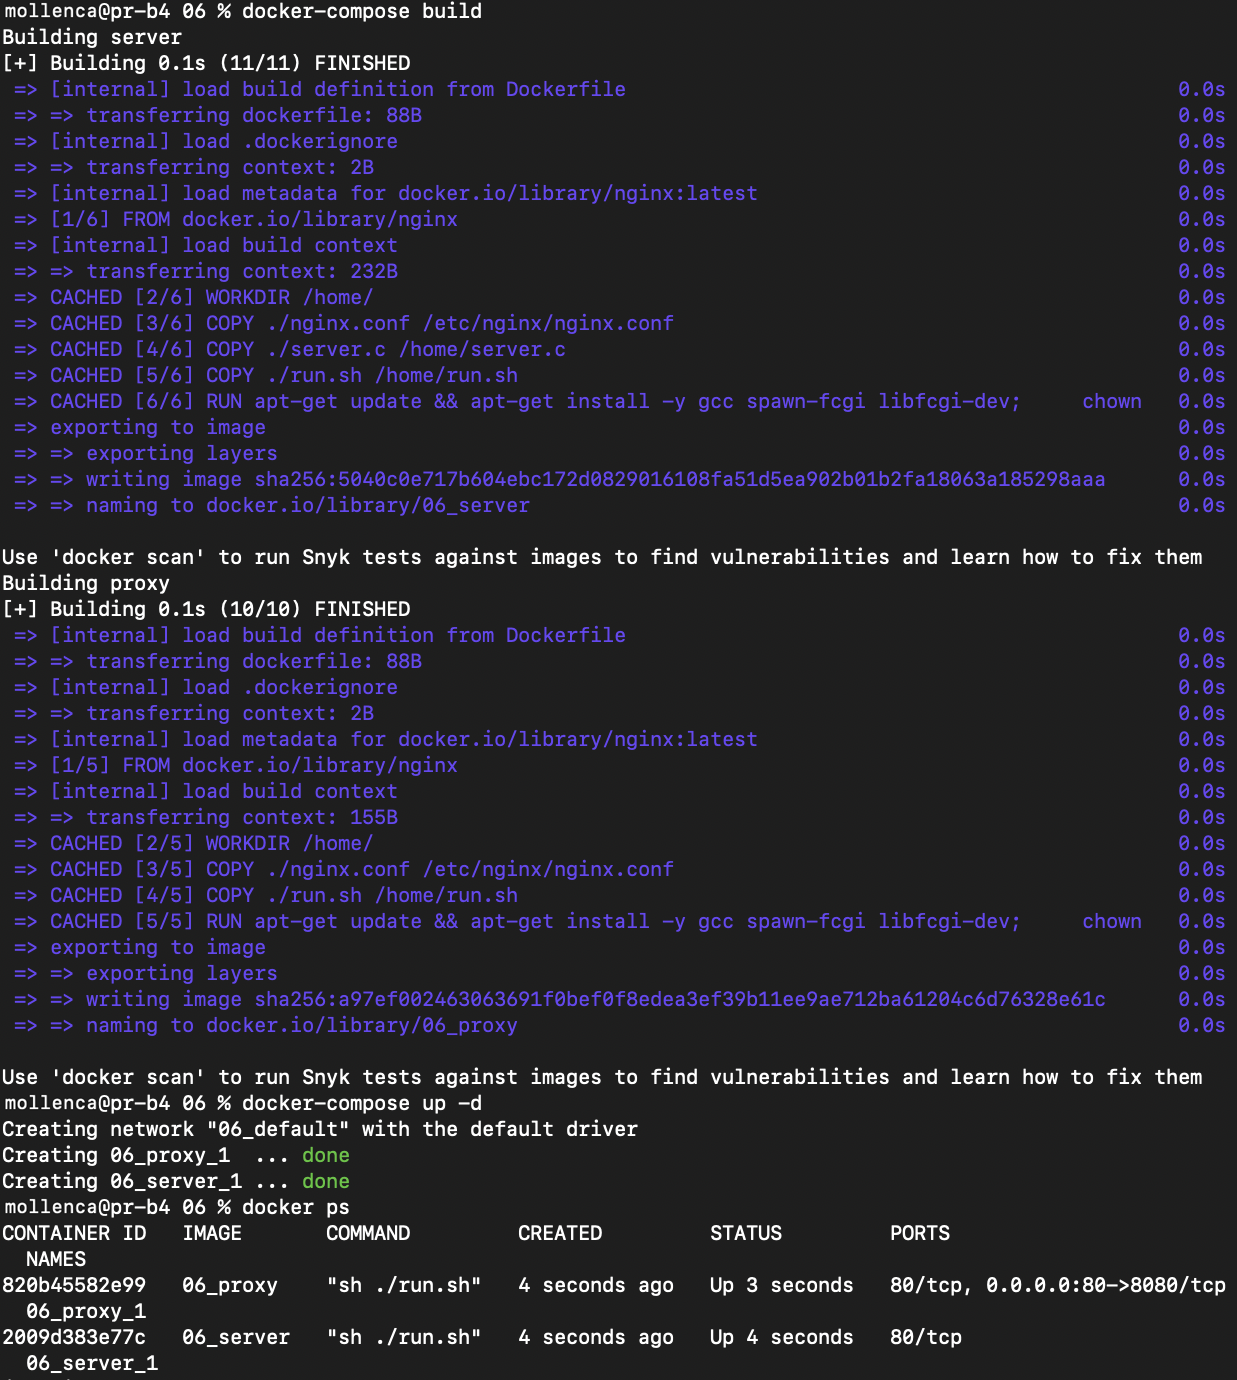 mollenca@pr-b4 06 % docker-compose build
Building server
[+] Building 0.1s (11/11) FINISHED
=> [internal] load build definition from Dockerfile 0.0s
=> => transferring dockerfile: 88B 0.0s
=> [internal] load .dockerignore 0.0s
=> => transferring context: 2B 0.0s
=> [internal] load metadata for docker.io/library/nginx:latest 0.0s
=> [1/6] FROM docker.io/library/nginx 0.0s
=> [internal] load build context 0.0s
=> => transferring context: 232B 0.0s
=> CACHED [2/6] WORKDIR /home/ 0.0s
=> CACHED [3/6] COPY ./nginx.conf /etc/nginx/nginx.conf 0.0s
=> CACHED [4/6] COPY ./server.c /home/server.c 0.0s
=> CACHED [5/6] COPY ./run.sh /home/run.sh 0.0s
=> CACHED [6/6] RUN apt-get update && apt-get install -y gcc spawn-fcgi libfcgi-dev; chown 0.0s
=> exporting to image 0.0s
=> => exporting layers 0.0s
=> => writing image sha256:5040c0e717b604ebc172d0829016108fa51d5ea902b01b2fa18063a185298aaa 0.0s
=> => naming to docker.io/library/06_server 0.0s
Use 'docker scan' to run Snyk tests against images to find vulnerabilities and learn how to fix them
Building proxy
[+] Building 0.1s (10/10) FINISHED
=> [internal] load build definition from Dockerfile 0.0s
=> => transferring dockerfile: 88B 0.0s
=> [internal] load .dockerignore 0.0s
=> => transferring context: 2B 0.0s
=> [internal] load metadata for docker.io/library/nginx:latest 0.0s
=> [1/5] FROM docker.io/library/nginx 0.0s
=> [internal] load build context 0.0s
=> => transferring context: 155B 0.0s
=> CACHED [2/5] WORKDIR /home/ 0.0s
=> CACHED [3/5] COPY ./nginx.conf /etc/nginx/nginx.conf 0.0s
=> CACHED [4/5] COPY ./run.sh /home/run.sh 0.0s
=> CACHED [5/5] RUN apt-get update && apt-get install -y gcc spawn-fcgi libfcgi-dev; chown 0.0s
=> exporting to image 0.0s
=> => exporting layers 0.0s
=> => writing image sha256:a97ef002463063691f0bef0f8edea3ef39b11ee9ae712ba61204c6d76328e61c 0.0s
=> => naming to docker.io/library/06_proxy 0.0s
Use 'docker scan' to run Snyk tests against images to find vulnerabilities and learn how to fix them
mollenca@pr-b4 06 % docker-compose up -d
Creating network "06_default" with the default driver
Creating 06_proxy_1 ... done
Creating 06_server_1 ... done
mollenca@pr-b4 06 % docker ps
CONTAINER ID IMAGE COMMAND CREATED STATUS PORTS
NAMES
820b45582e99 06_proxy "sh ./run.sh" 4 seconds ago Up 3 seconds 80/tcp, 0.0.0.0:80->8080/tcp
06_proxy_1
2009d383e77c 06_server "sh ./run.sh" 4 seconds ago Up 4 seconds 80/tcp
06_server_1